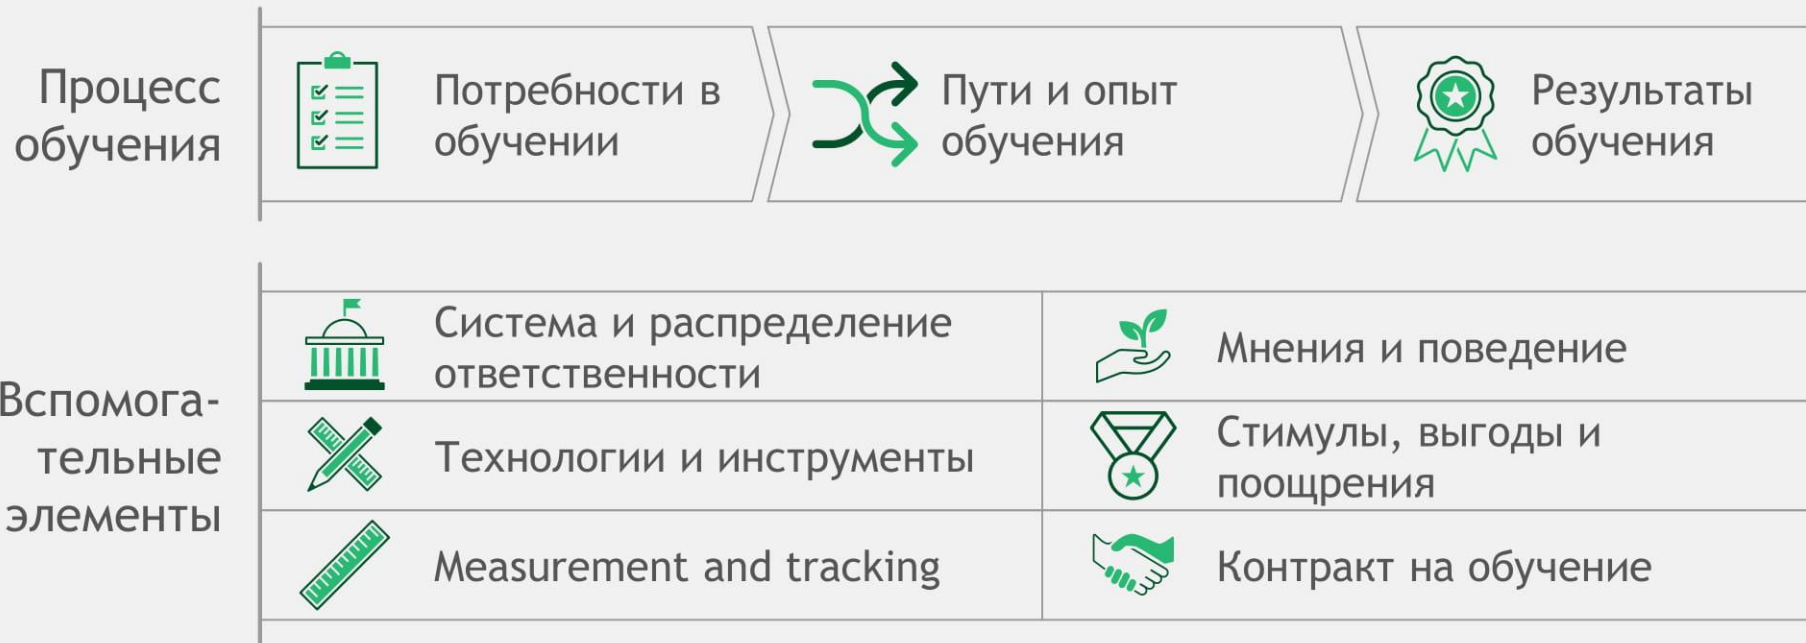 Процесс
обучения
Потребности в
обучении
Пути и опыт
обучения
Результаты
обучения
Вспомога-
тельные
элементы
Система и распределение
ответственности
Мнения и поведение
Технологии и инструменты
Стимулы, выгоды и
поощрения
Measurement and tracking
Контракт на обучение